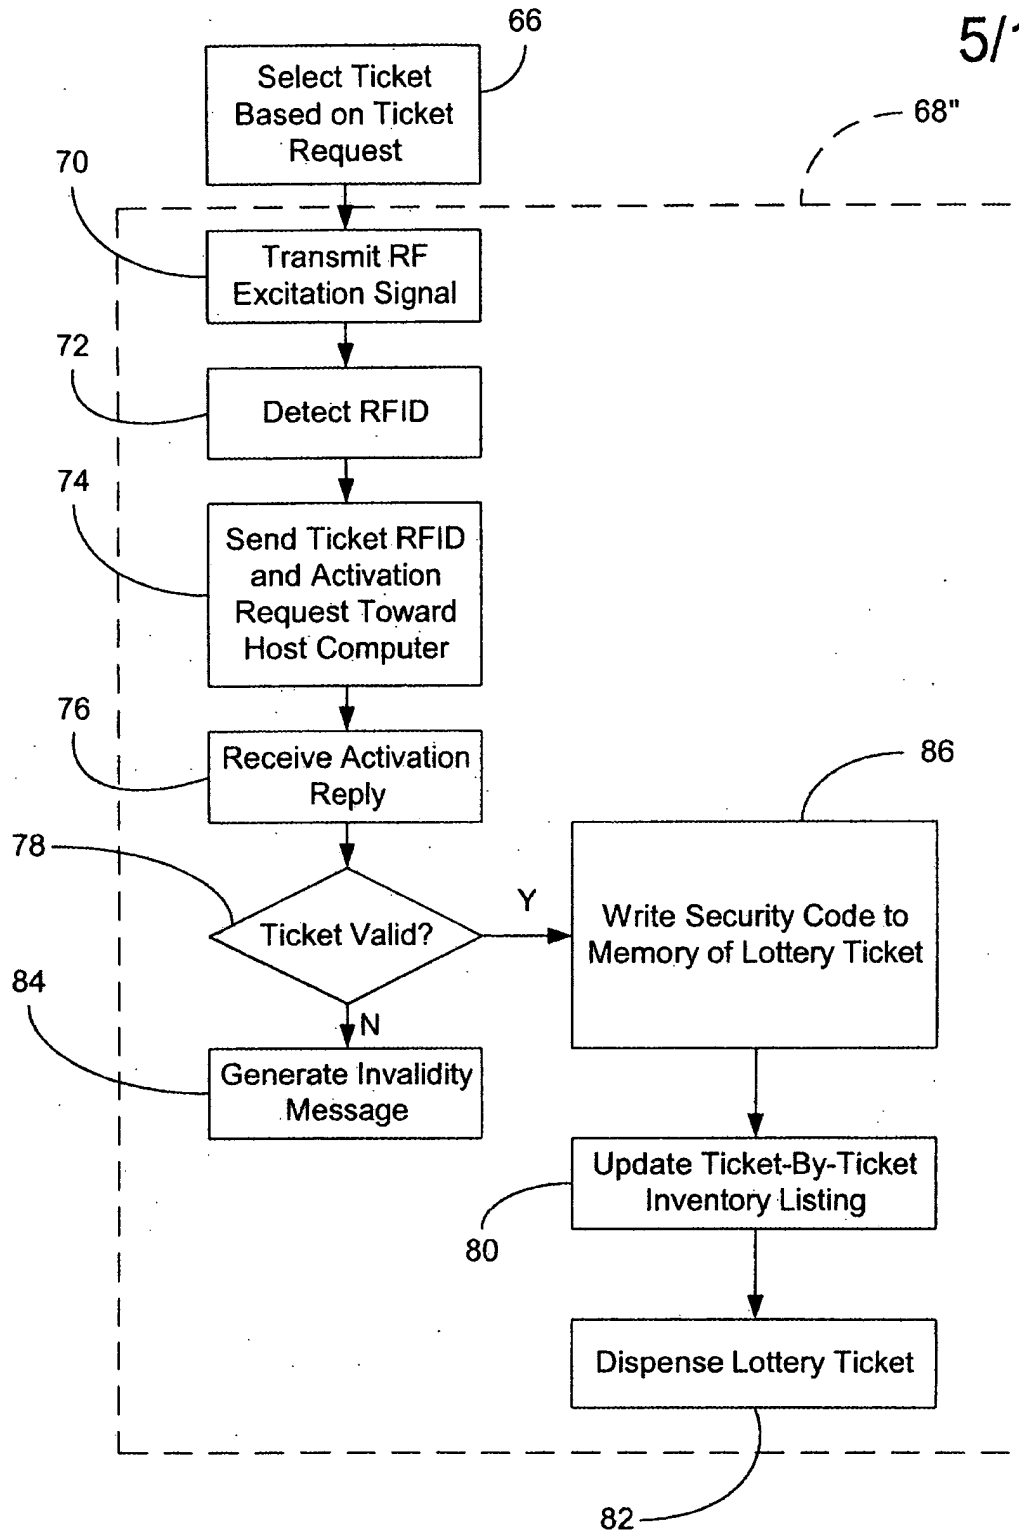 5/1
66
Select Ticket
Based on Ticket
Request
68"
70
Transmit RF
Excitation Signal
72
Detect RFID
74
Send Ticket RFID
and Activation
Request Toward
Host Computer
76
Receive Activation
Reply
86
78
Ticket Valid?
Y
Write Security Code to
Memory of Lottery Ticket
84
N
Generate Invalidity
Message
Update Ticket-By-Ticket
Inventory Listing
80
Dispense Lottery Ticket
82